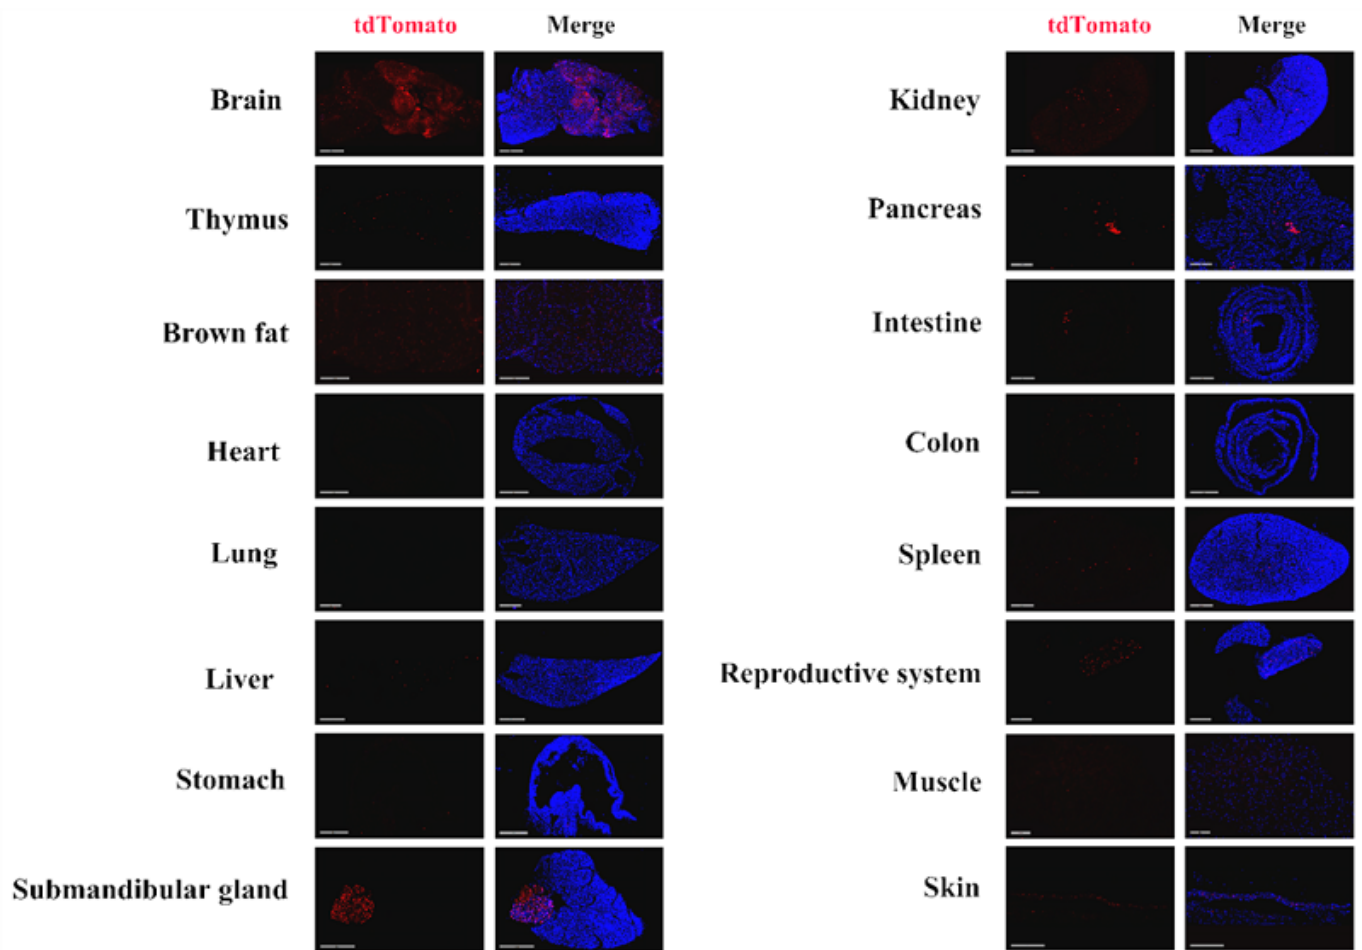 tdTomato Merge tdTomato Merge
Brain Kidney
Thymus Pancreas
Brown fat Intestine
Heart Colon
Lung Spleen
Liver Reproductive system
Stomach Muscle
Submandibular gland Skin